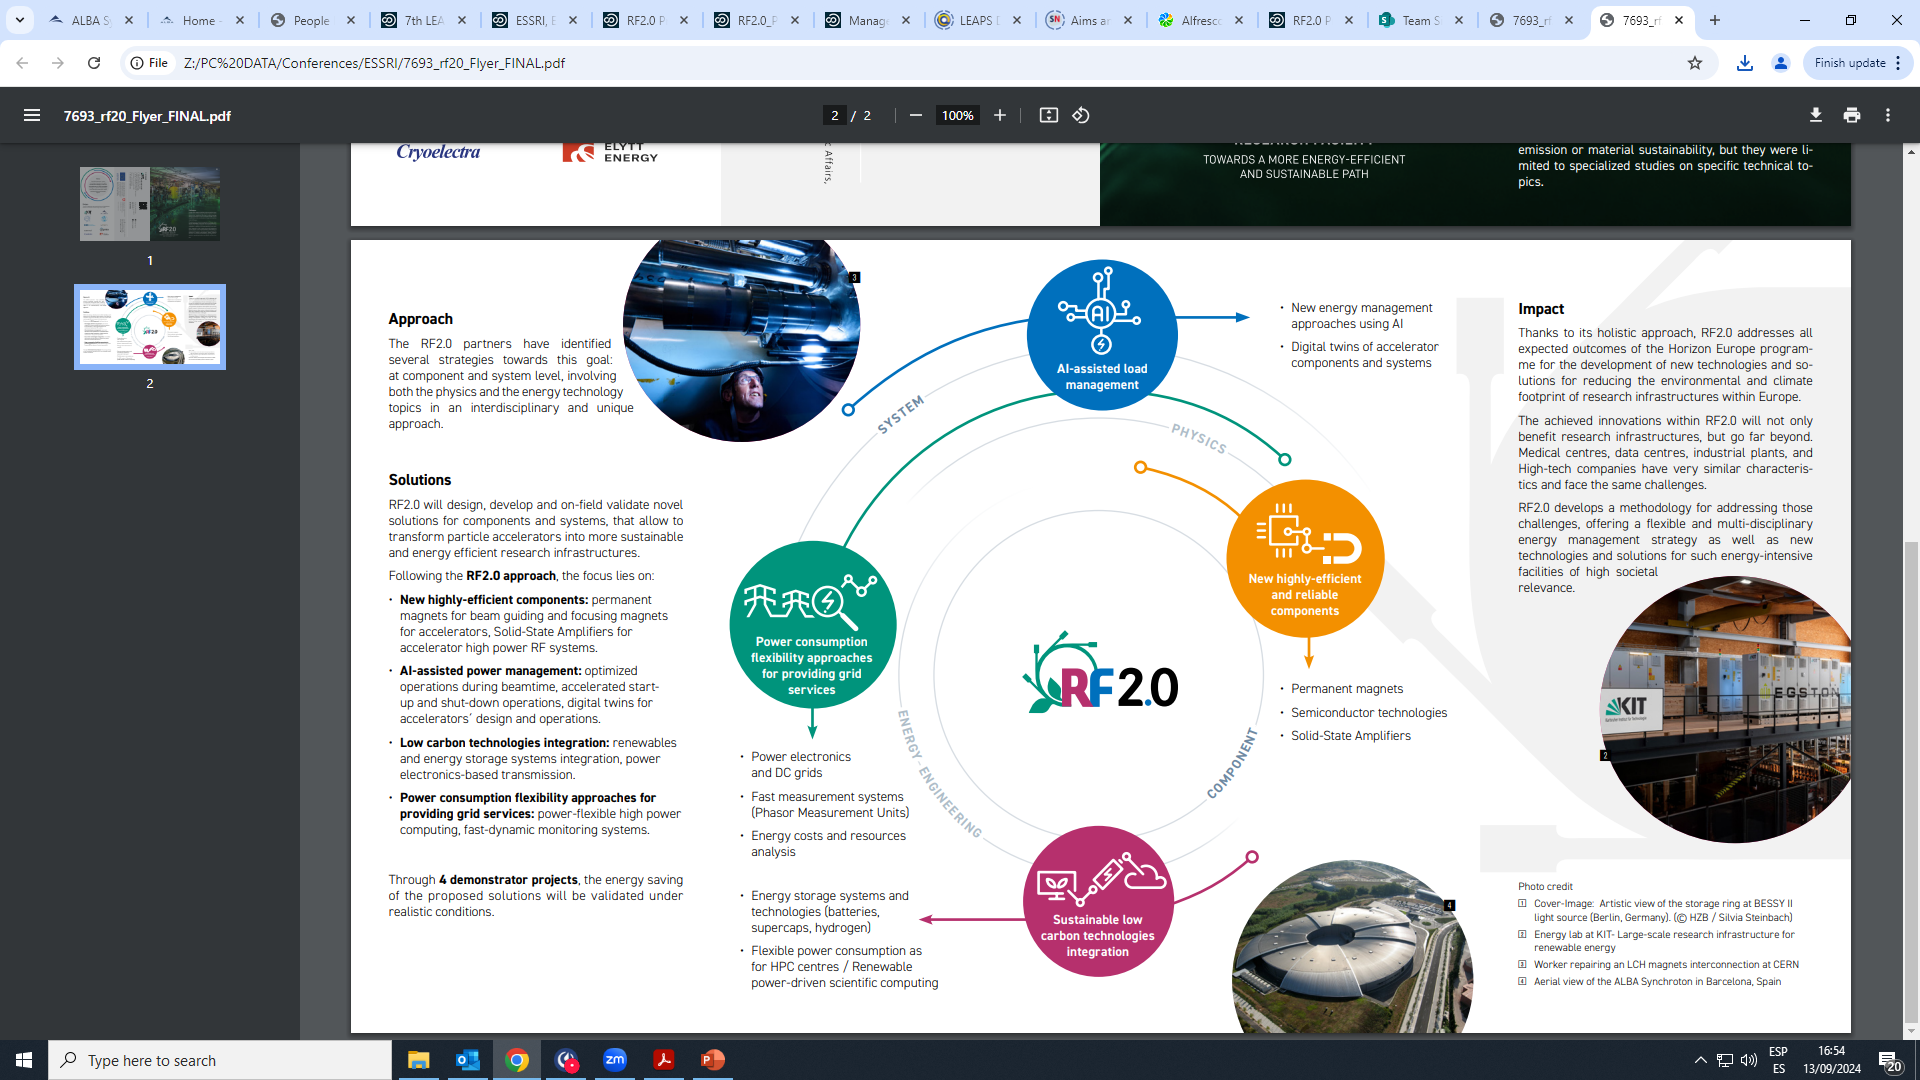 ALBA S
Home -
People
7th LEA
ESSRI, E
RF2.0 P
RF2.0_P
Manage
LEAPS D
Aims ar
Alfresco
RF2.0 P
Team S
7693_rf
7693_rf
File
Z:/PC%20DATA/Conferences/ESSRI/7693_rf20_Flyer_FINAL.pdf
Finish update
7693_rf20_Flyer_FINAL.pdf
2 / 2
100%
1
2
Cryoelectra
ELYTT
ENERGY
c Affairs,
RESEARCH FACILITY
TOWARDS A MORE ENERGY-EFFICIENT
AND SUSTAINABLE PATH
emission or material sustainability, but they were li-
mited to specialized studies on specific technical to-
pics.
Approach
The RF2.0 partners have identified
several strategies towards this goal:
at component and system level, involving
both the physics and the energy technology
topics in an interdisciplinary and unique
approach.
Solutions
RF2.0 will design, develop and on-field validate novel
solutions for components and systems, that allow to
transform particle accelerators into more sustainable
and energy efficient research infrastructures.
Following the RF2.0 approach, the focus lies on:
• New highly-efficient components: permanent
magnets for beam guiding and focusing magnets
for accelerators, Solid-State Amplifiers for
accelerator high power RF systems.
• AI-assisted power management: optimized
operations during beamtime, accelerated start-
up and shut-down operations, digital twins for
accelerators´ design and operations.
• Low carbon technologies integration: renewables
and energy storage systems integration, power
electronics-based transmission.
• Power consumption flexibility approaches for
providing grid services: power-flexible high power
computing, fast-dynamic monitoring systems.
Through 4 demonstrator projects, the energy saving
of the proposed solutions will be validated under
realistic conditions.
3
SYSTEM
PHYSICS
ENERGY - ENGINEERING
COMPONENT
AI
AI-assisted load
management
• New energy management
approaches using AI
• Digital twins of accelerator
components and systems
New highly-efficient
and reliable
components
• Permanent magnets
• Semiconductor technologies
• Solid-State Amplifiers
Power consumption
flexibility approaches
for providing grid
services
• Power electronics
and DC grids
• Fast measurement systems
(Phasor Measurement Units)
• Energy costs and resources
analysis
RF2.0
• Energy storage systems and
technologies (batteries,
supercaps, hydrogen)
• Flexible power consumption as
for HPC centres / Renewable
power-driven scientific computing
Sustainable low
carbon technologies
integration
4
Impact
Thanks to its holistic approach, RF2.0 addresses all
expected outcomes of the Horizon Europe program-
me for the development of new technologies and so-
lutions for reducing the environmental and climate
footprint of research infrastructures within Europe.
The achieved innovations within RF2.0 will not only
benefit research infrastructures, but go far beyond.
Medical centres, data centres, industrial plants, and
High-tech companies have very similar characteris-
tics and face the same challenges.
RF2.0 develops a methodology for addressing those
challenges, offering a flexible and multi-disciplinary
energy management strategy as well as new
technologies and solutions for such energy-intensive
facilities of high societal
relevance.
KIT
EGSTON
2
Photo credit
1 Cover-Image: Artistic view of the storage ring at BESSY II
light source (Berlin, Germany). (© HZB / Silvia Steinbach)
2 Energy lab at KIT- Large-scale research infrastructure for
renewable energy
3 Worker repairing an LCH magnets interconnection at CERN
4 Aerial view of the ALBA Synchroton in Barcelona, Spain
Type here to search
zm
ESP
ES
16:54
13/09/2024
20